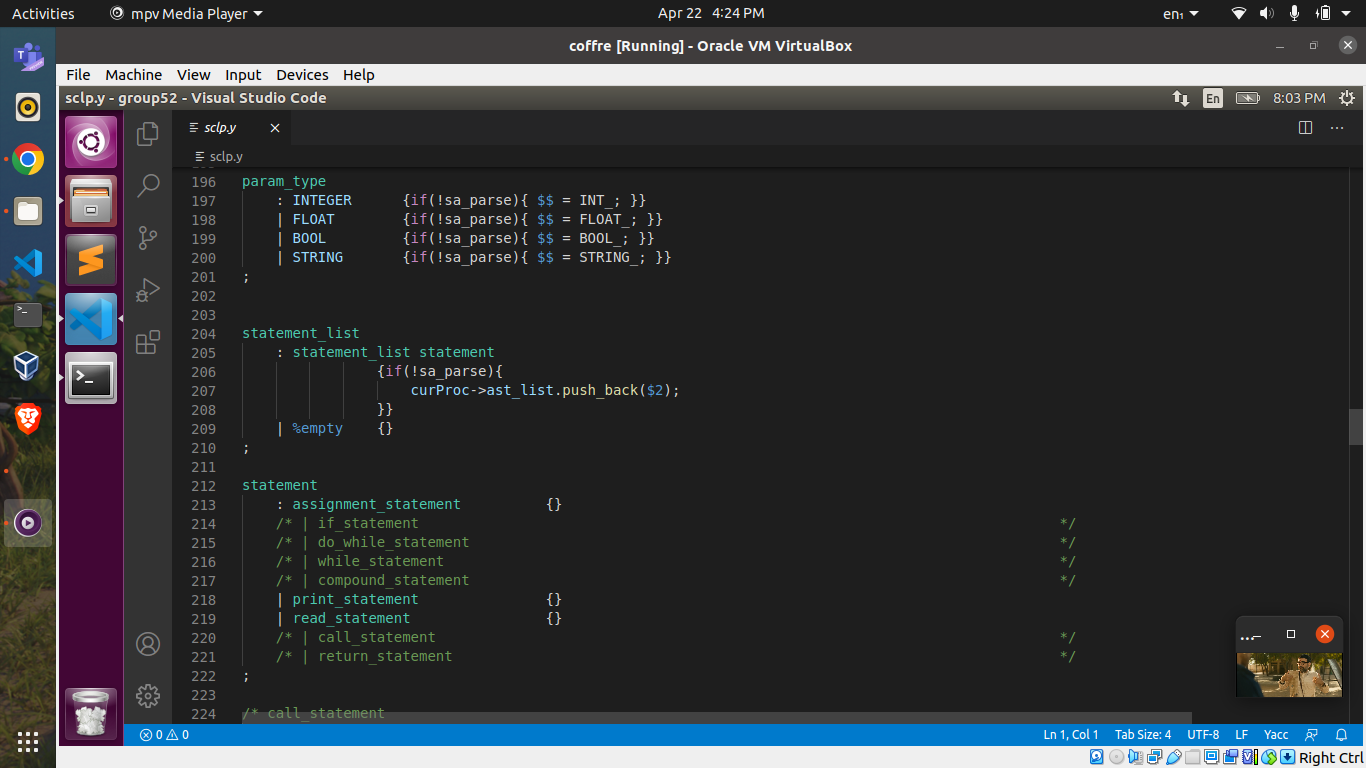 Activities mpv Media Player Apr 22 4:24 PM en₁
coffre [Running] - Oracle VM VirtualBox
File Machine View Input Devices Help
sclp.y - group52 - Visual Studio Code En 8:03 PM
sclp.y
sclp.y
196 param_type
197 : INTEGER {if(!sa_parse){ $$ = INT_; }}
198 | FLOAT {if(!sa_parse){ $$ = FLOAT_; }}
199 | BOOL {if(!sa_parse){ $$ = BOOL_; }}
200 | STRING {if(!sa_parse){ $$ = STRING_; }}
201 ;
202
203
204 statement_list
205 : statement_list statement
206 {if(!sa_parse){
207 curProc->ast_list.push_back($2);
208 }}
209 | %empty {}
210 ;
211
212 statement
213 : assignment_statement {}
214 /* | if_statement */
215 /* | do_while_statement */
216 /* | while_statement */
217 /* | compound_statement */
218 | print_statement {}
219 | read_statement {}
220 /* | call_statement */
221 /* | return_statement */
222 ;
223
224 /* call_statement
0 0 Ln 1, Col 1 Tab Size: 4 UTF-8 LF Yacc
Right Ctrl